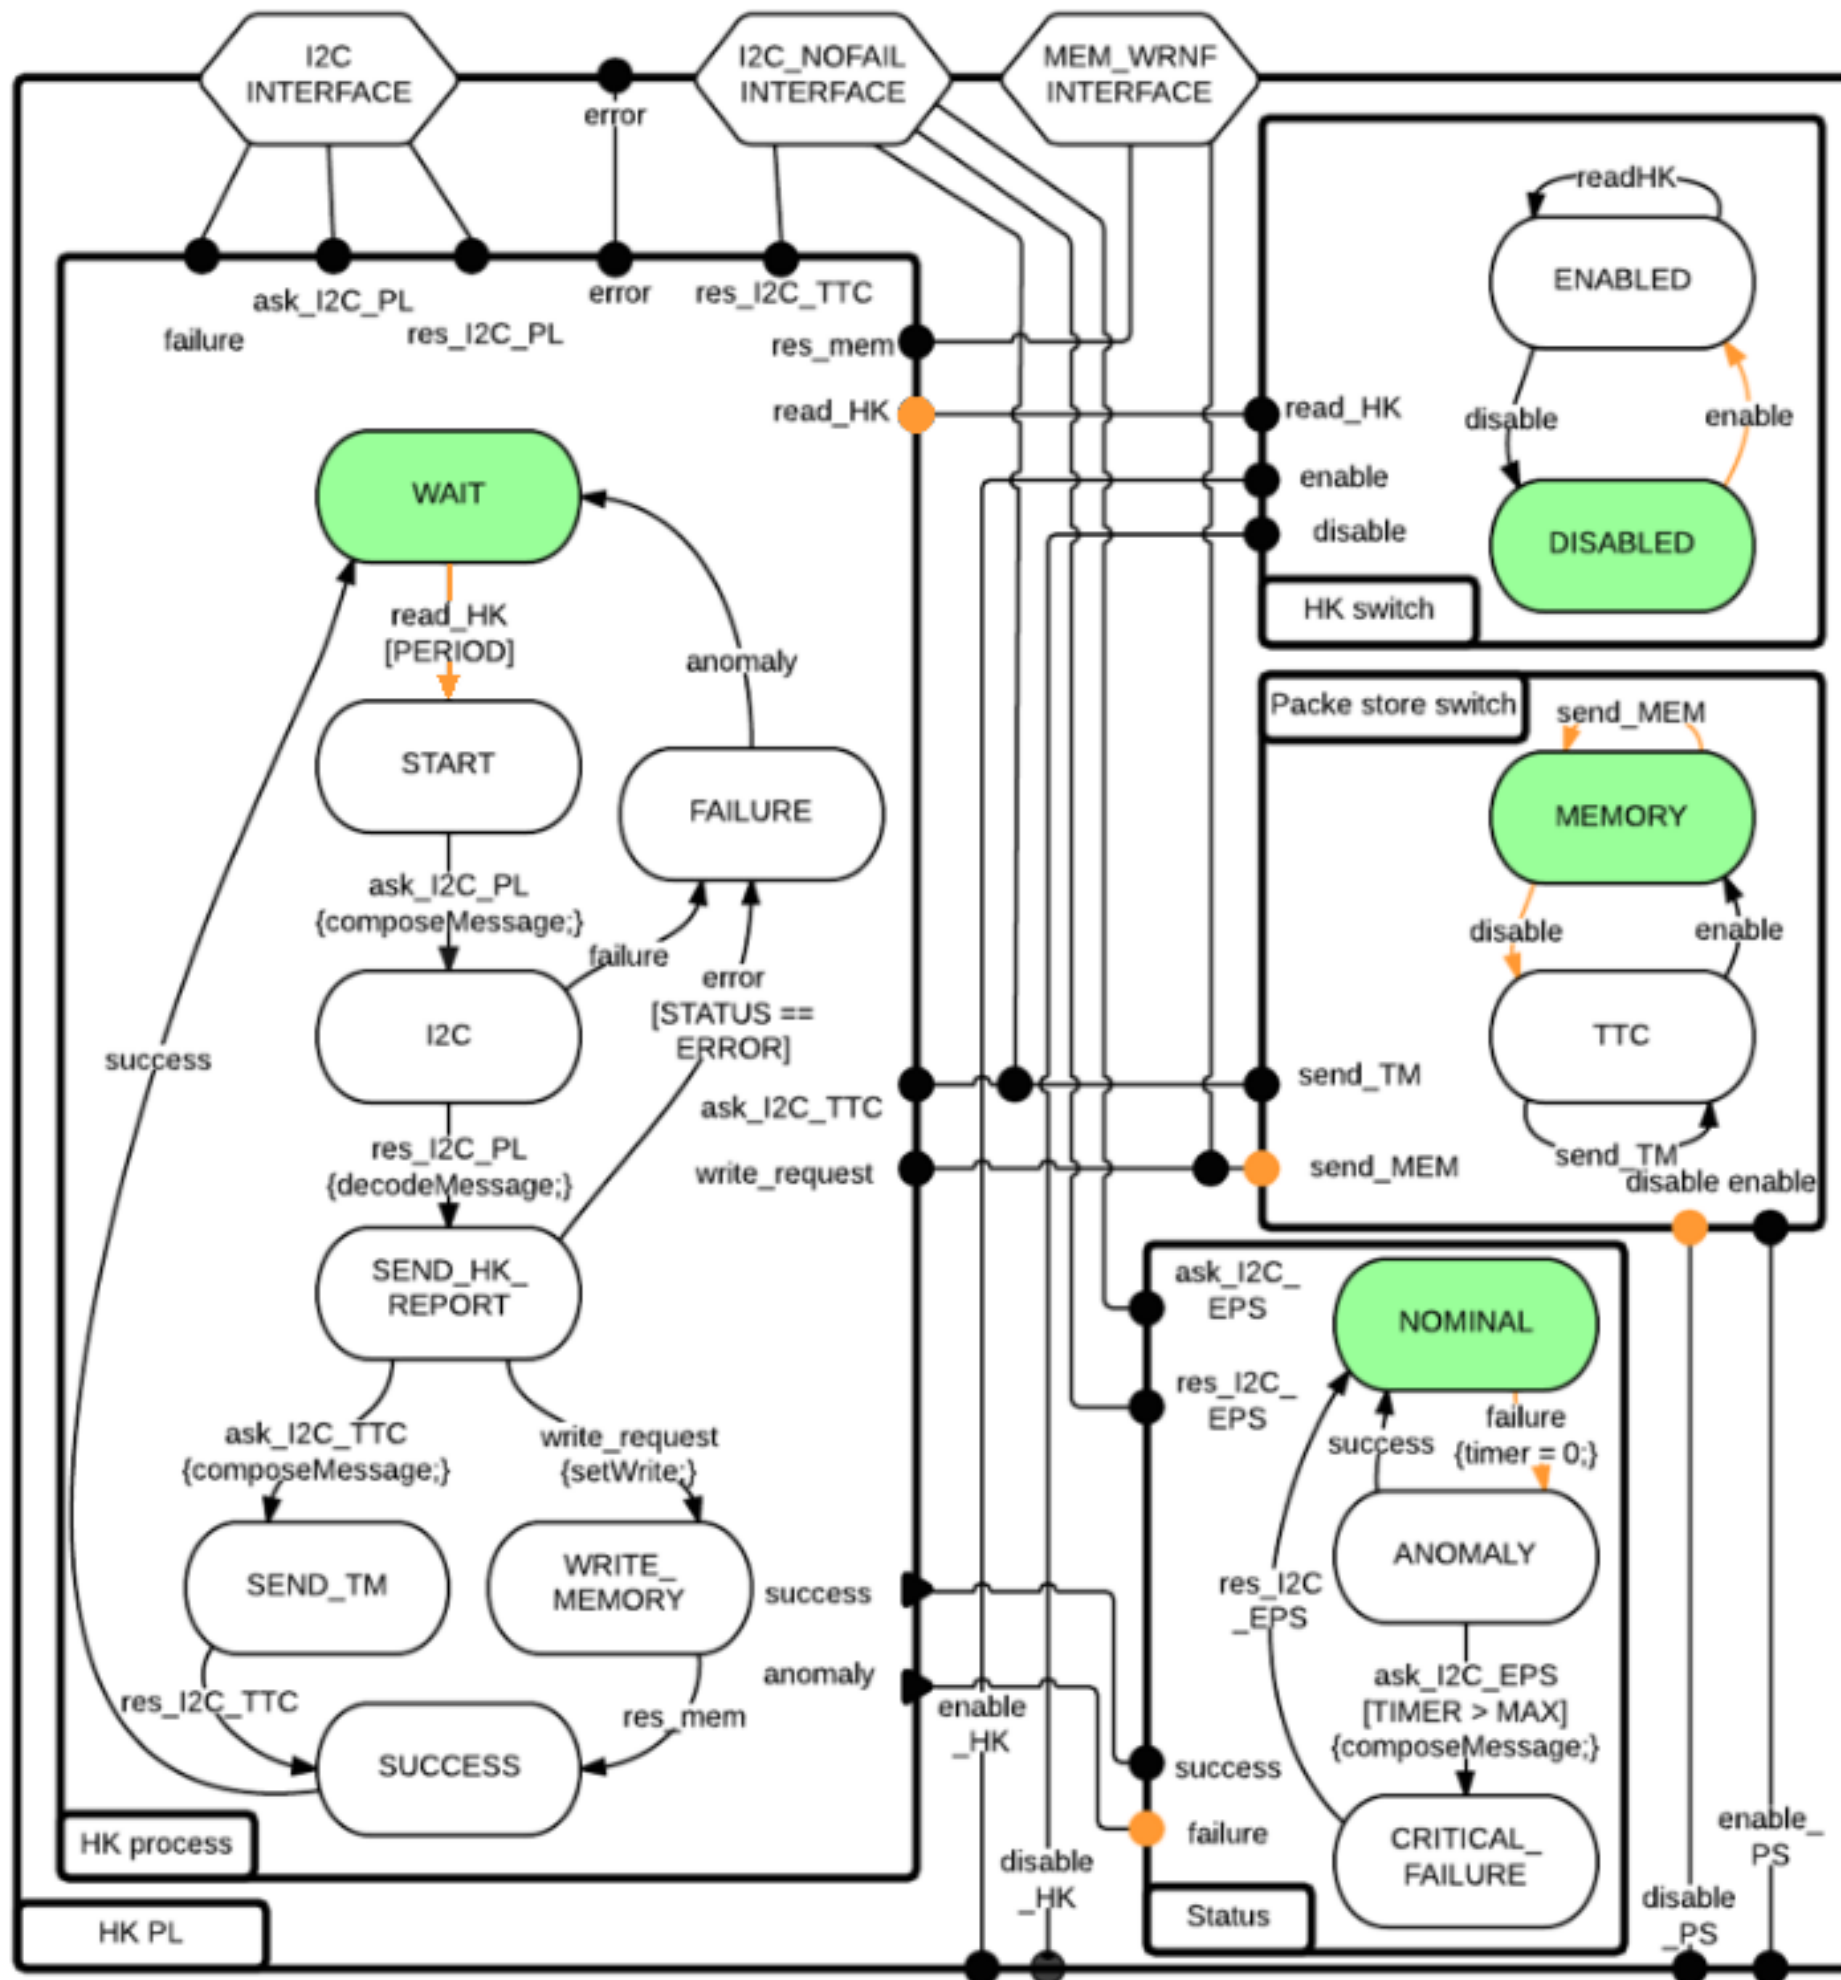 I2C
INTERFACE
error
I2C_NOFAIL
INTERFACE
MEM_WRNF
INTERFACE
failure
ask_I2C_PL
res_I2C_PL
error
res_I2C_TTC
res_mem
read_HK
WAIT
read_HK
[PERIOD]
START
anomaly
FAILURE
ask_I2C_PL
{composeMessage;}
failure
I2C
error
[STATUS ==
ERROR]
success
res_I2C_PL
{decodeMessage;}
ask_I2C_TTC
write_request
SEND_HK_
REPORT
ask_I2C_TTC
{composeMessage;}
write_request
{setWrite;}
SEND_TM
WRITE_
MEMORY
success
anomaly
res_I2C_TTC
res_mem
SUCCESS
HK process
HK PL
enable
_HK
disable
_HK
readHK
ENABLED
read_HK
enable
disable
disable
enable
DISABLED
HK switch
Packe store switch
send_MEM
MEMORY
disable
enable
TTC
send_TM
send_TM
send_MEM
disable enable
ask_I2C_
EPS
res_I2C_
EPS
NOMINAL
success
failure
{timer = 0;}
ANOMALY
res_I2C
_EPS
ask_I2C_EPS
[TIMER > MAX]
{composeMessage;}
success
failure
CRITICAL_
FAILURE
Status
disable
_PS
enable_
PS